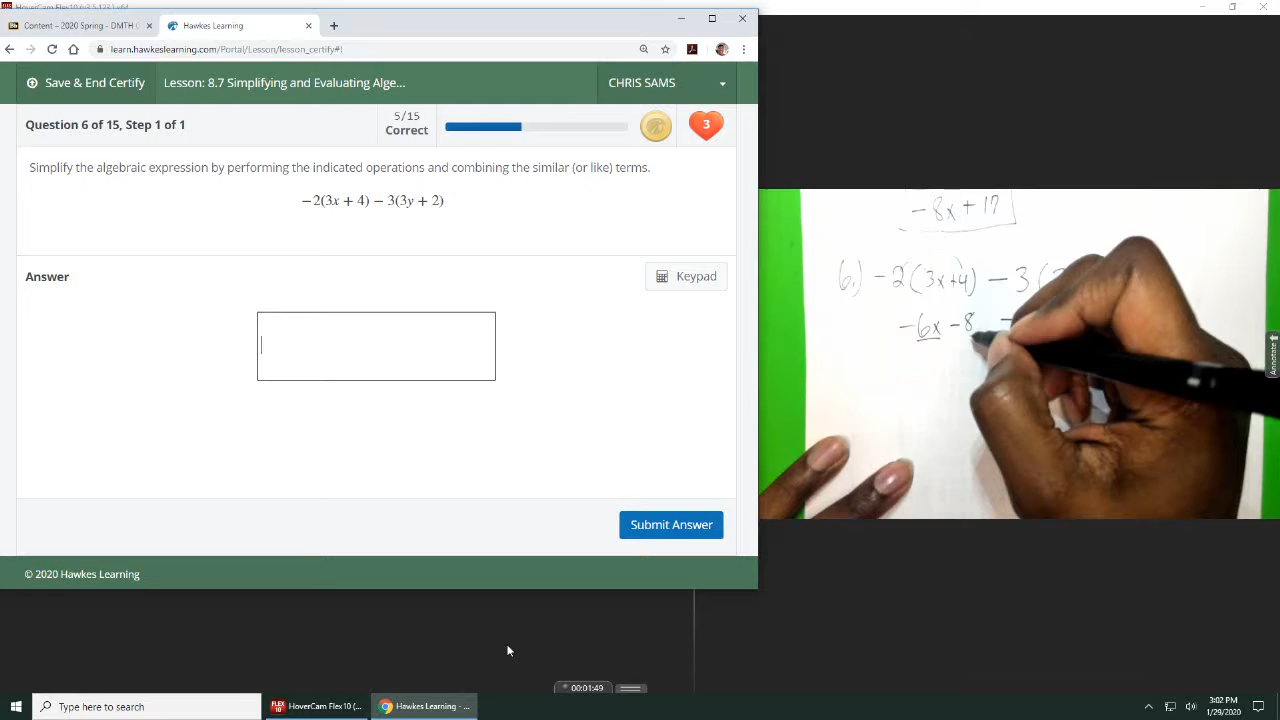 Content – 2020 Spring - DMTH
Hawkes Learning
learn.hawkeslearning.com/Portal/Lesson/lesson_certify#!
Save & End Certify
Lesson: 8.7 Simplifying and Evaluating Alge...
CHRIS SAMS
Question 6 of 15, Step 1 of 1
5/15
Correct
3
Simplify the algebraic expression by performing the indicated operations and combining the similar (or like) terms.
−2(3x + 4) − 3(3y + 2)
Answer
Keypad
Submit Answer
© 2020 Hawkes Learning
-8x + 17
6.) -2(3x+4) - 3(
-6x -8 -
Annotate
00:01:49
Type here to search
FLEX 10
HoverCam Flex10 (...
Hawkes Learning - ...
3:02 PM
1/29/2020